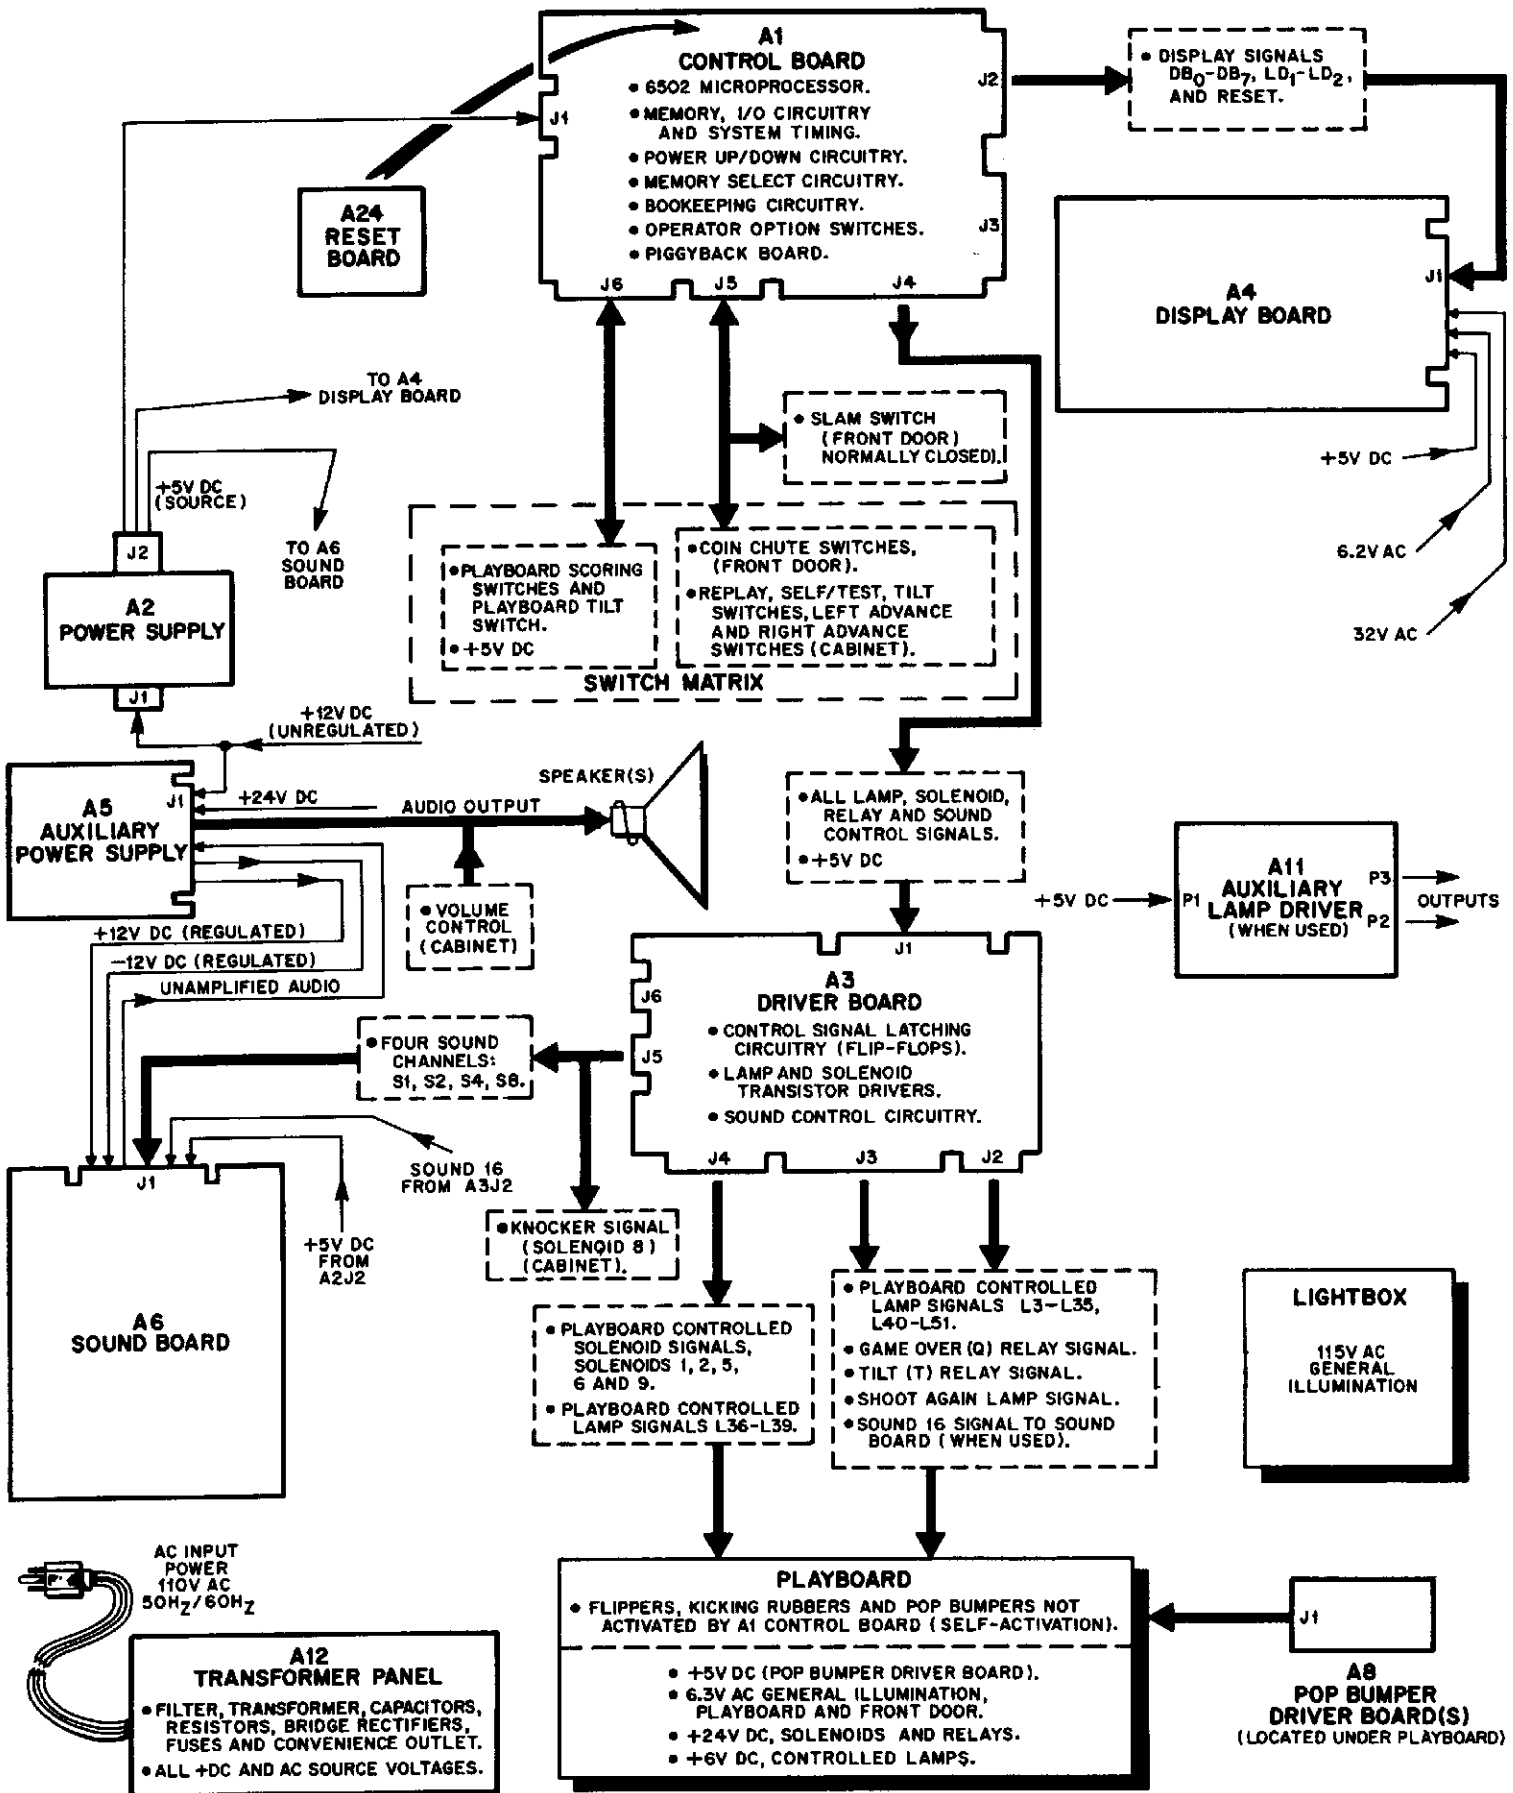 A1
CONTROL BOARD
• 6502 MICROPROCESSOR.
• MEMORY, I/O CIRCUITRY
AND SYSTEM TIMING.
• POWER UP/DOWN CIRCUITRY.
• MEMORY SELECT CIRCUITRY.
• BOOKEEPING CIRCUITRY.
• OPERATOR OPTION SWITCHES.
• PIGGYBACK BOARD.
J1
J2
J3
J6
J5
J4
• DISPLAY SIGNALS
DB0-DB7, LD1-LD2,
AND RESET.
A24
RESET
BOARD
A4
DISPLAY BOARD
J1
+5V DC
6.2V AC
32V AC
TO A4
DISPLAY BOARD
+5V DC
(SOURCE)
TO A6
SOUND
BOARD
J2
A2
POWER SUPPLY
J1
• SLAM SWITCH
(FRONT DOOR)
NORMALLY CLOSED).
• PLAYBOARD SCORING
SWITCHES AND
PLAYBOARD TILT
SWITCH.
• +5V DC
• COIN CHUTE SWITCHES,
(FRONT DOOR).
• REPLAY, SELF/TEST, TILT
SWITCHES, LEFT ADVANCE
AND RIGHT ADVANCE
SWITCHES (CABINET).
SWITCH MATRIX
+12V DC
(UNREGULATED)
A5
AUXILIARY
POWER SUPPLY
J1
+24V DC
AUDIO OUTPUT
SPEAKER(S)
• VOLUME
CONTROL
(CABINET)
+12V DC (REGULATED)
−12V DC (REGULATED)
UNAMPLIFIED AUDIO
• ALL LAMP, SOLENOID,
RELAY AND SOUND
CONTROL SIGNALS.
• +5V DC
+5V DC
P1
A11
AUXILIARY
LAMP DRIVER
(WHEN USED)
P3
P2
OUTPUTS
J1
A3
DRIVER BOARD
• CONTROL SIGNAL LATCHING
CIRCUITRY (FLIP-FLOPS).
• LAMP AND SOLENOID
TRANSISTOR DRIVERS.
• SOUND CONTROL CIRCUITRY.
J6
J5
J4
J3
J2
• FOUR SOUND
CHANNELS:
S1, S2, S4, S8.
SOUND 16
FROM A3J2
+5V DC
FROM
A2J2
J1
A6
SOUND BOARD
• KNOCKER SIGNAL
(SOLENOID 8)
(CABINET).
• PLAYBOARD CONTROLLED
SOLENOID SIGNALS,
SOLENOIDS 1, 2, 5,
6 AND 9.
• PLAYBOARD CONTROLLED
LAMP SIGNALS L36-L39.
• PLAYBOARD CONTROLLED
LAMP SIGNALS L3-L35,
L40-L51.
• GAME OVER (Q) RELAY SIGNAL.
• TILT (T) RELAY SIGNAL.
• SHOOT AGAIN LAMP SIGNAL.
• SOUND 16 SIGNAL TO SOUND
BOARD (WHEN USED).
LIGHTBOX
115V AC
GENERAL
ILLUMINATION
AC INPUT
POWER
110V AC
50HZ/60HZ
A12
TRANSFORMER PANEL
• FILTER, TRANSFORMER, CAPACITORS,
RESISTORS, BRIDGE RECTIFIERS,
FUSES AND CONVENIENCE OUTLET.
• ALL +DC AND AC SOURCE VOLTAGES.
PLAYBOARD
• FLIPPERS, KICKING RUBBERS AND POP BUMPERS NOT
ACTIVATED BY A1 CONTROL BOARD (SELF-ACTIVATION).
• +5V DC (POP BUMPER DRIVER BOARD).
• 6.3V AC GENERAL ILLUMINATION,
PLAYBOARD AND FRONT DOOR.
• +24V DC, SOLENOIDS AND RELAYS.
• +6V DC, CONTROLLED LAMPS.
J1
A8
POP BUMPER
DRIVER BOARD(S)
(LOCATED UNDER PLAYBOARD)